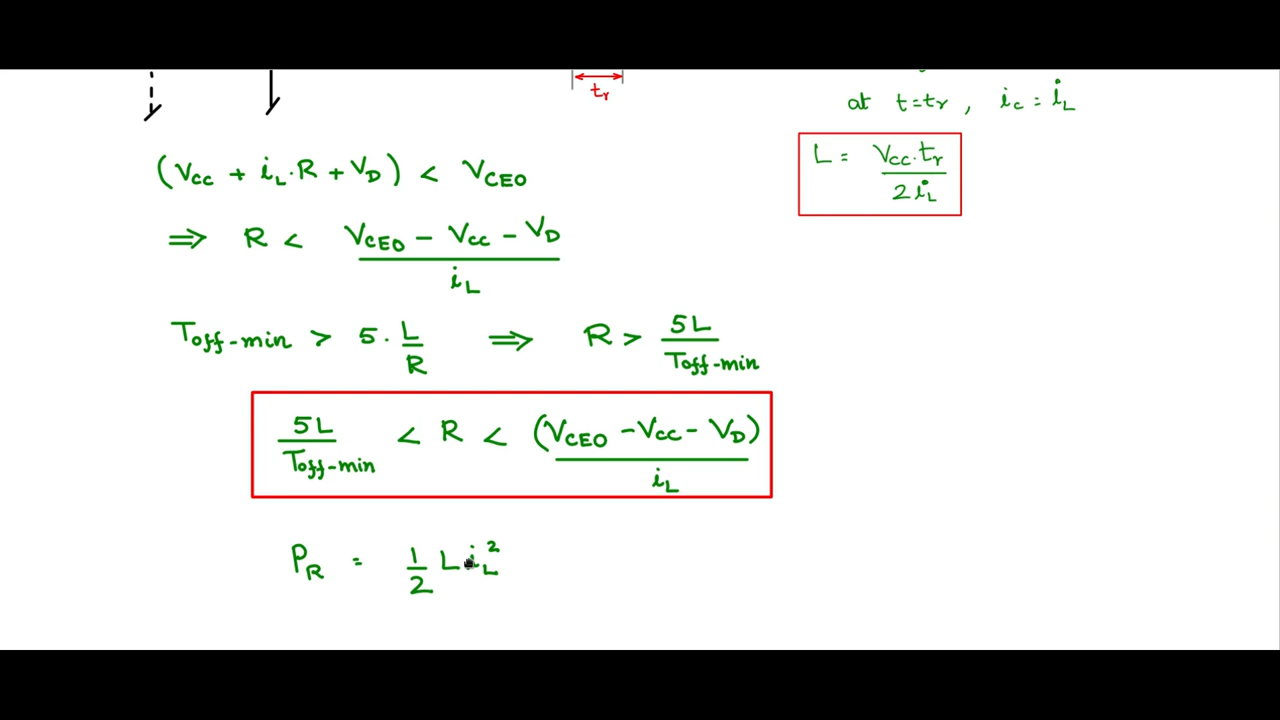 tr
at t=tr, ic = iL
L = Vcc·tr / 2iL
(Vcc + iL·R + VD) < VCEO
⇒ R < VCEO - Vcc - VD / iL
Toff-min > 5·L/R ⇒ R > 5L/Toff-min
5L/Toff-min < R < (VCEO - Vcc - VD)/iL
PR = 1/2 L iL²